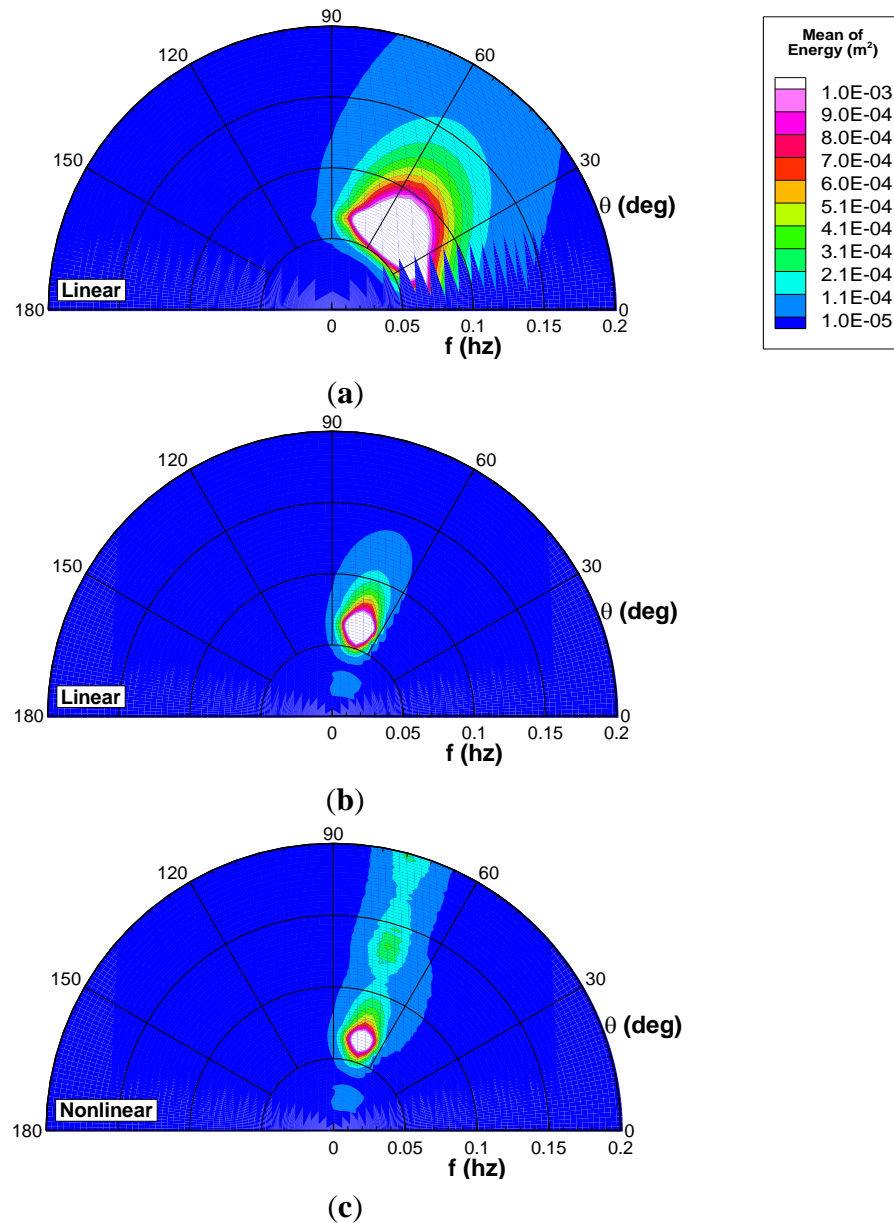 90
120
60
150
30
θ (deg)
Linear
180
0
0 0.05 0.1 0.15 0.2
f (hz)
Mean of
Energy (m²)
1.0E-03
9.0E-04
8.0E-04
7.0E-04
6.0E-04
5.1E-04
4.1E-04
3.1E-04
2.1E-04
1.1E-04
1.0E-05
(a)
90
120
60
150
30
θ (deg)
Linear
180
0
0 0.05 0.1 0.15 0.2
f (hz)
(b)
90
120
60
150
30
θ (deg)
Nonlinear
180
0
0 0.05 0.1 0.15 0.2
f (hz)
(c)